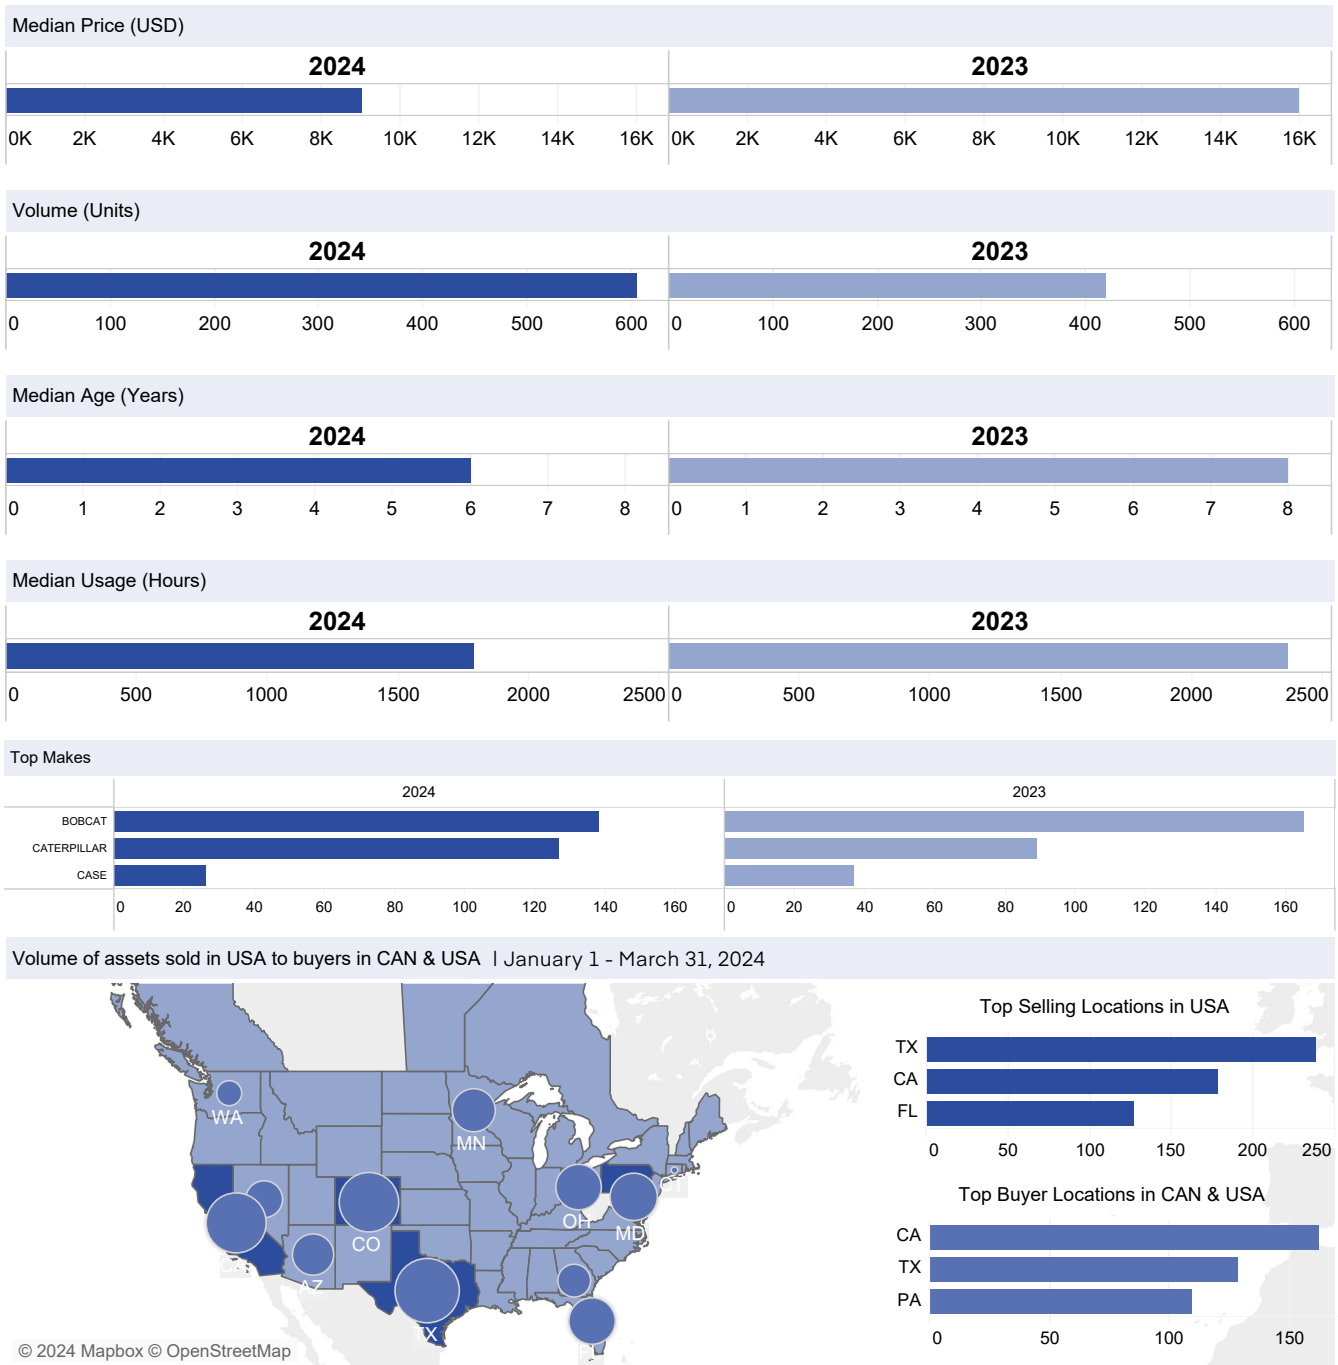 Median Price (USD)
2024 2023
0K 2K 4K 6K 8K 10K 12K 14K 16K 0K 2K 4K 6K 8K 10K 12K 14K 16K
Volume (Units)
2024 2023
0 100 200 300 400 500 600 0 100 200 300 400 500 600
Median Age (Years)
2024 2023
0 1 2 3 4 5 6 7 8 0 1 2 3 4 5 6 7 8
Median Usage (Hours)
2024 2023
0 500 1000 1500 2000 2500 0 500 1000 1500 2000 2500
Top Makes
2024 2023
BOBCAT
CATERPILLAR
CASE
0 20 40 60 80 100 120 140 160 0 20 40 60 80 100 120 140 160
Volume of assets sold in USA to buyers in CAN & USA | January 1 - March 31, 2024
WA
MN
OH
MD
CO
CA
AZ
TX
© 2024 Mapbox © OpenStreetMap
Top Selling Locations in USA
TX
CA
FL
0 50 100 150 200 250
Top Buyer Locations in CAN & USA
CA
TX
PA
0 50 100 150